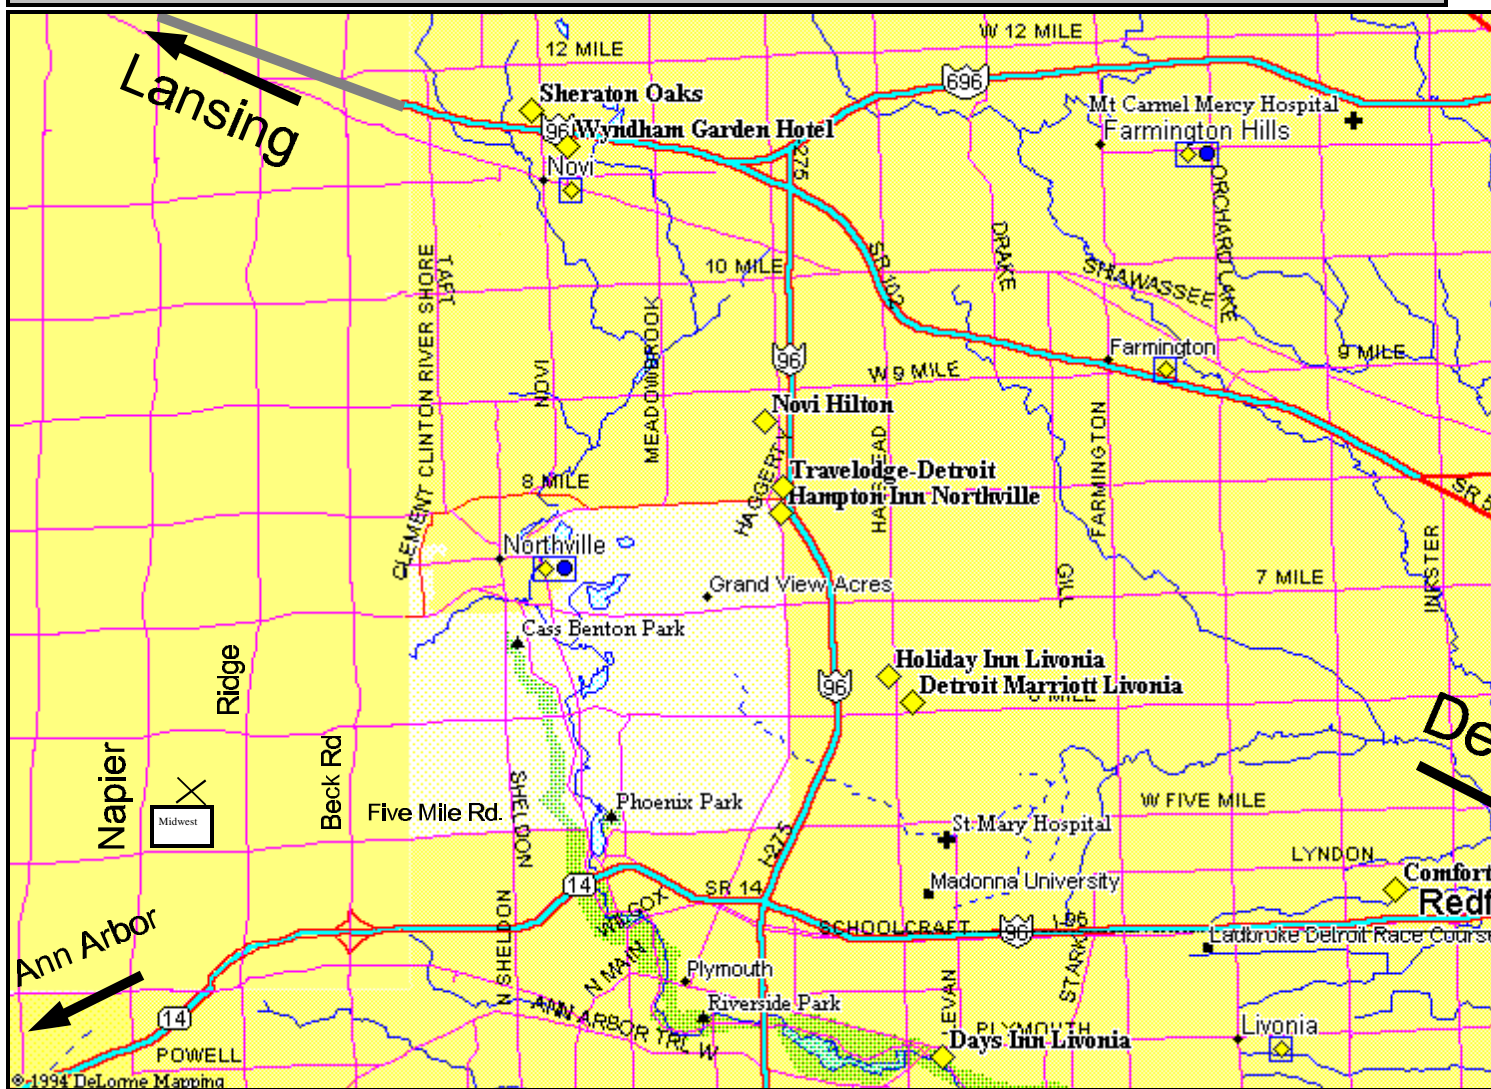 W 12 MILE
12 MILE
696
Sheraton Oaks
Lansing
Mt Carmel Mercy Hospital
96
Wyndham Garden Hotel
Farmington Hills
I-275
Novi
ORCHARD LAKE
DRAKE
SR 102
10 MILE
SHIAWASSEE
TAFT
CLEMENT CLINTON RIVER SHORE
MEADOWBROOK
NOVI
96
W 9 MILE
Farmington
9 MILE
Novi Hilton
HAGGERTY
FARMINGTON
Travelodge-Detroit
8 MILE
Hampton Inn Northville
SR 5
Northville
INKSTER
GILL
7 MILE
Grand View Acres
Cass Benton Park
Ridge
Holiday Inn Livonia
96
Detroit Marriott Livonia
6 MILE
De
Napier
Beck Rd
SHELDON
Phoenix Park
W FIVE MILE
Five Mile Rd.
Midwest
St Mary Hospital
I-275
LYNDON
Madonna University
Comfort
14
SR 14
Redf
WILCOX
SCHOOLCRAFT
96
I-96
Ladbroke Detroit Race Course
Ann Arbor
N SHELDON
N MAIN
STARK
Plymouth
LEVAN
Riverside Park
ANN ARBOR TRL W
14
PLYMOUTH
Livonia
Days Inn Livonia
POWELL
© 1994 DeLorme Mapping